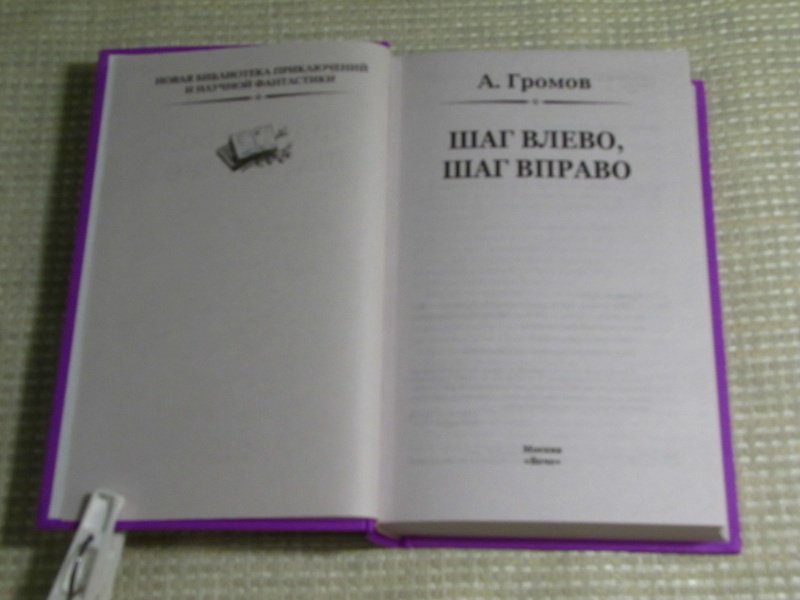 НОВАЯ БИБЛИОТЕКА ПРИКЛЮЧЕНИЙ
И НАУЧНОЙ ФАНТАСТИКИ
А. Громов
ШАГ ВЛЕВО,
ШАГ ВПРАВО
Москва
«Вече»